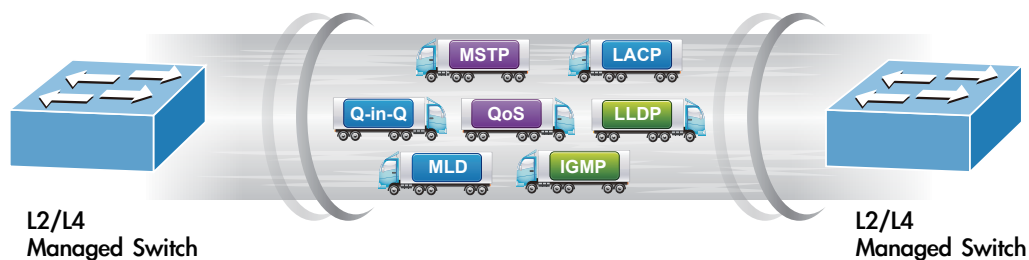 MSTP
LACP
Q-in-Q
QoS
LLDP
MLD
IGMP
L2/L4
Managed Switch
L2/L4
Managed Switch